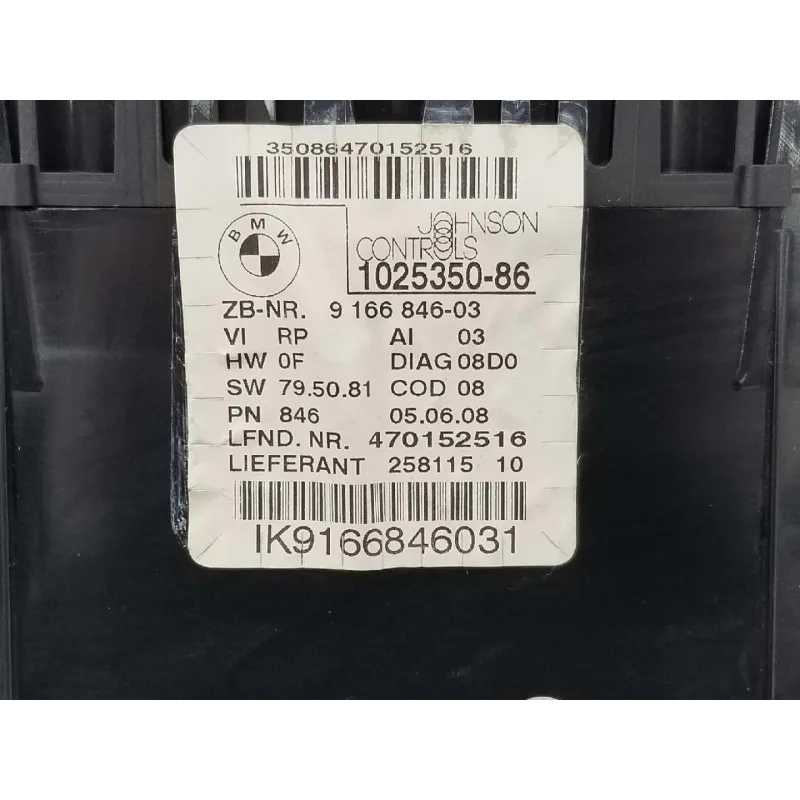 35086470152516
BMW
JOHNSON
CONTROLS
1025350-86
ZB-NR. 9 166 846-03
VI RP AI 03
HW 0F DIAG 08D0
SW 79.50.81 COD 08
PN 846 05.06.08
LFND. NR. 470152516
LIEFERANT 258115 10
IK9166846031